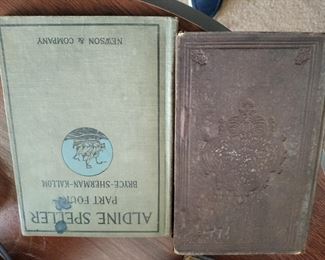 ALDINE SPELLER
PART FOUR
BRYCE-SHERMAN-KALLOM
NEWSON & COMPANY